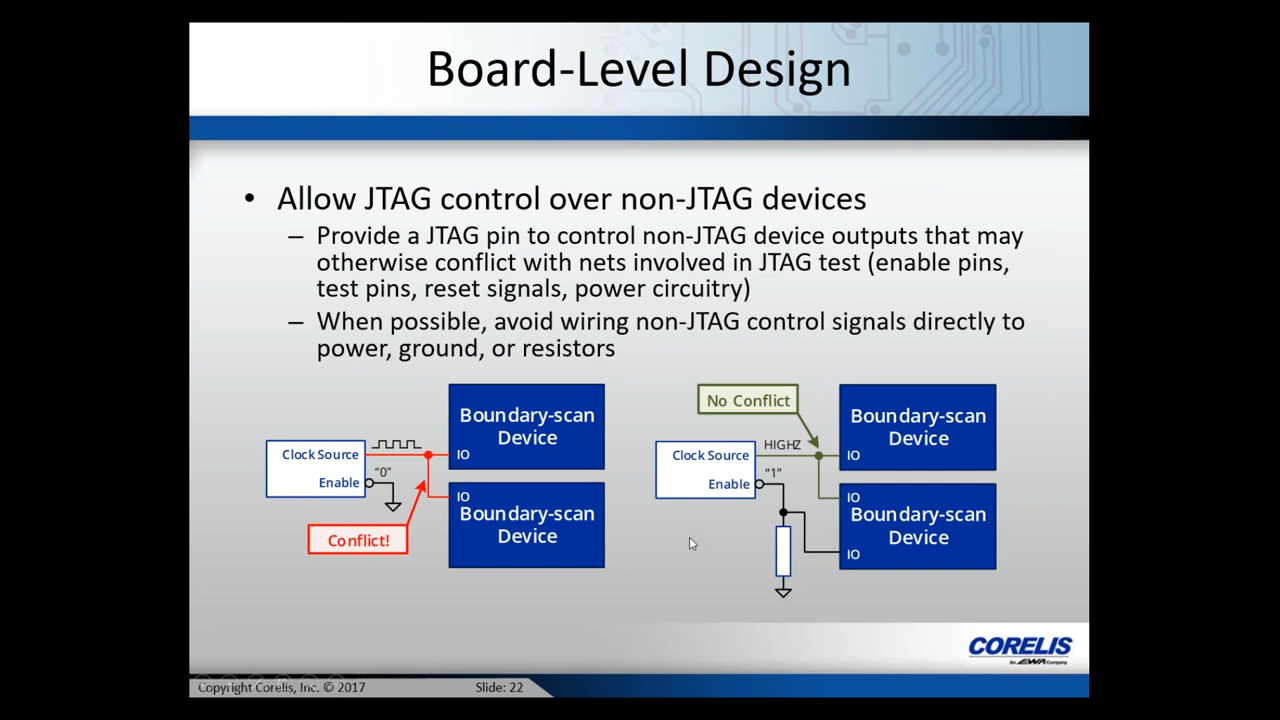 Board-Level Design
• Allow JTAG control over non-JTAG devices
– Provide a JTAG pin to control non-JTAG device outputs that may
otherwise conflict with nets involved in JTAG test (enable pins,
test pins, reset signals, power circuitry)
– When possible, avoid wiring non-JTAG control signals directly to
power, ground, or resistors
Clock Source
Enable
"0"
Conflict!
Boundary-scan
Device
IO
IO
Boundary-scan
Device
No Conflict
Clock Source
Enable
HIGHZ
"1"
Boundary-scan
Device
IO
IO
Boundary-scan
Device
IO
CORELIS
An EWA Company
Copyright Corelis, Inc. © 2017
Slide: 22